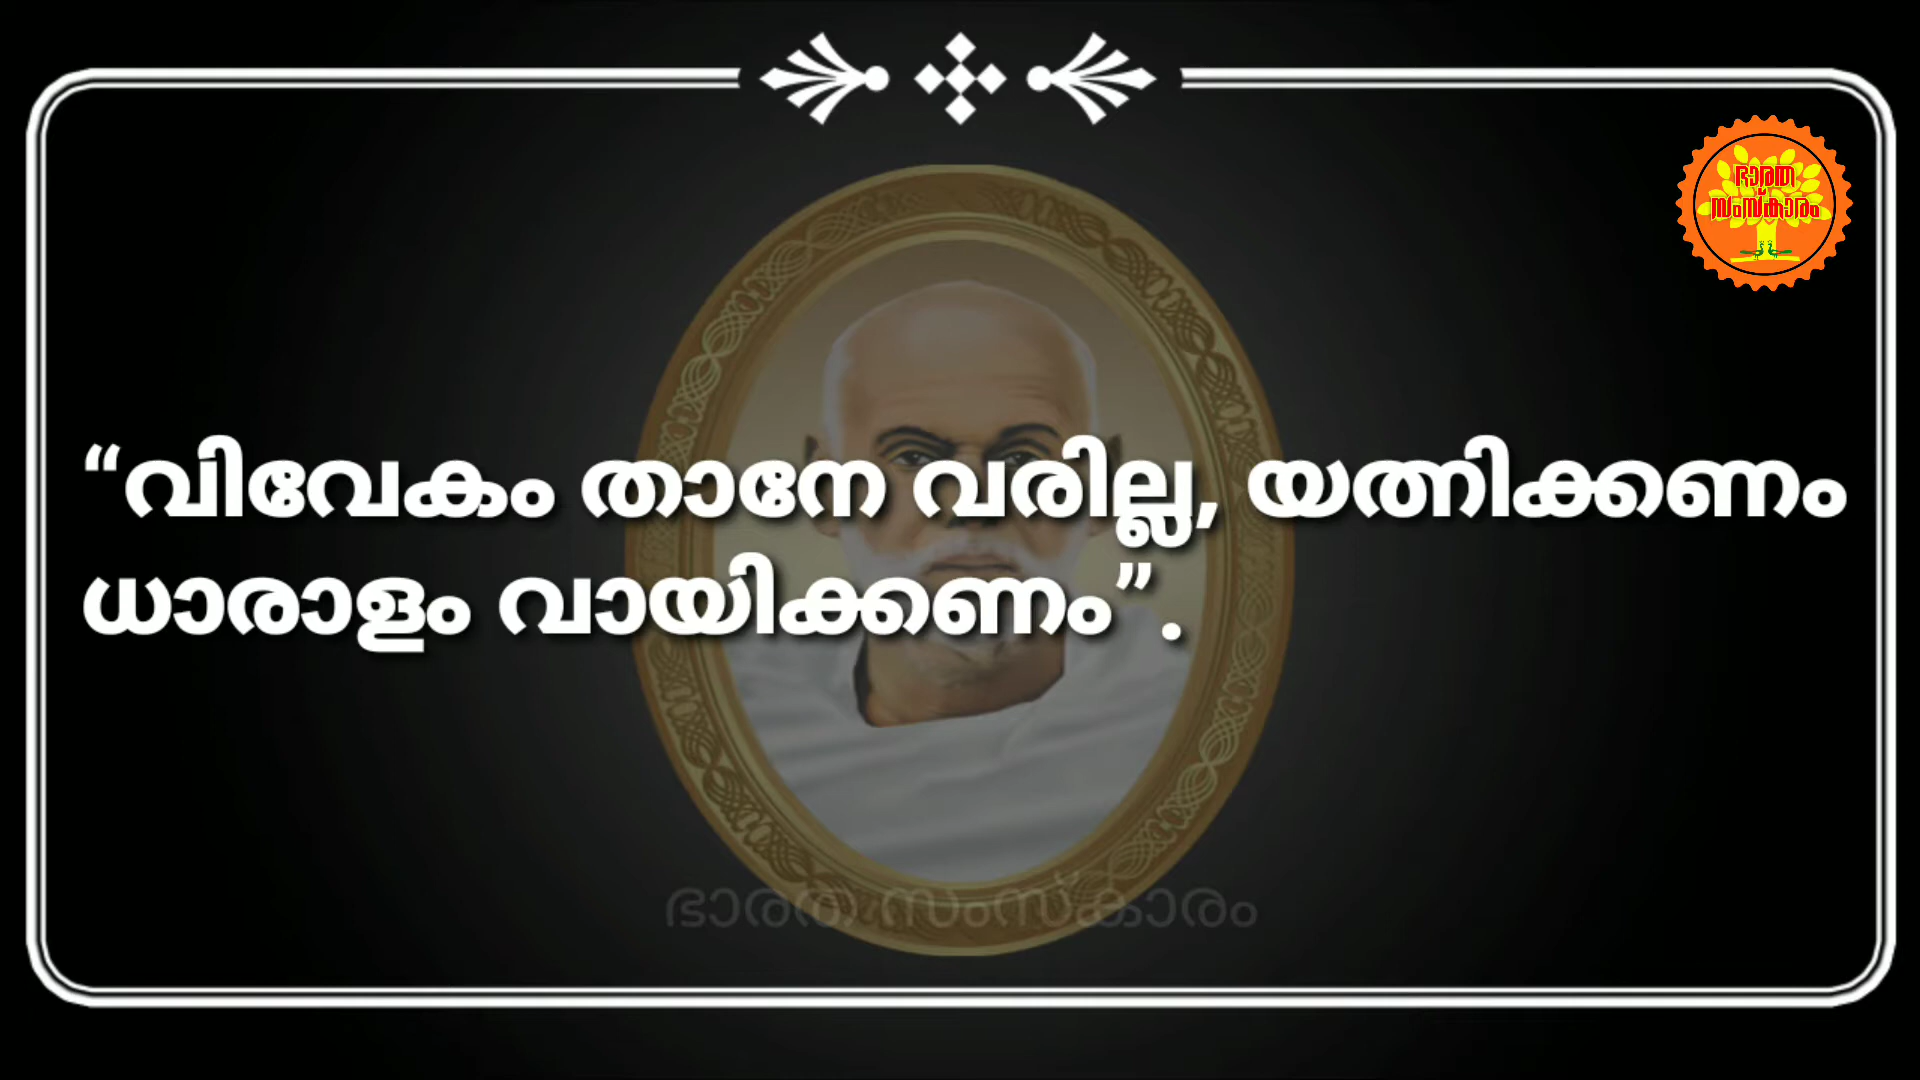 ഭാരത
സംസ്കാരം
“വിവേകം താനേ വരില്ല, യത്നിക്കണം
ധാരാളം വായിക്കണം”.
ഭാരത സംസ്കാരം